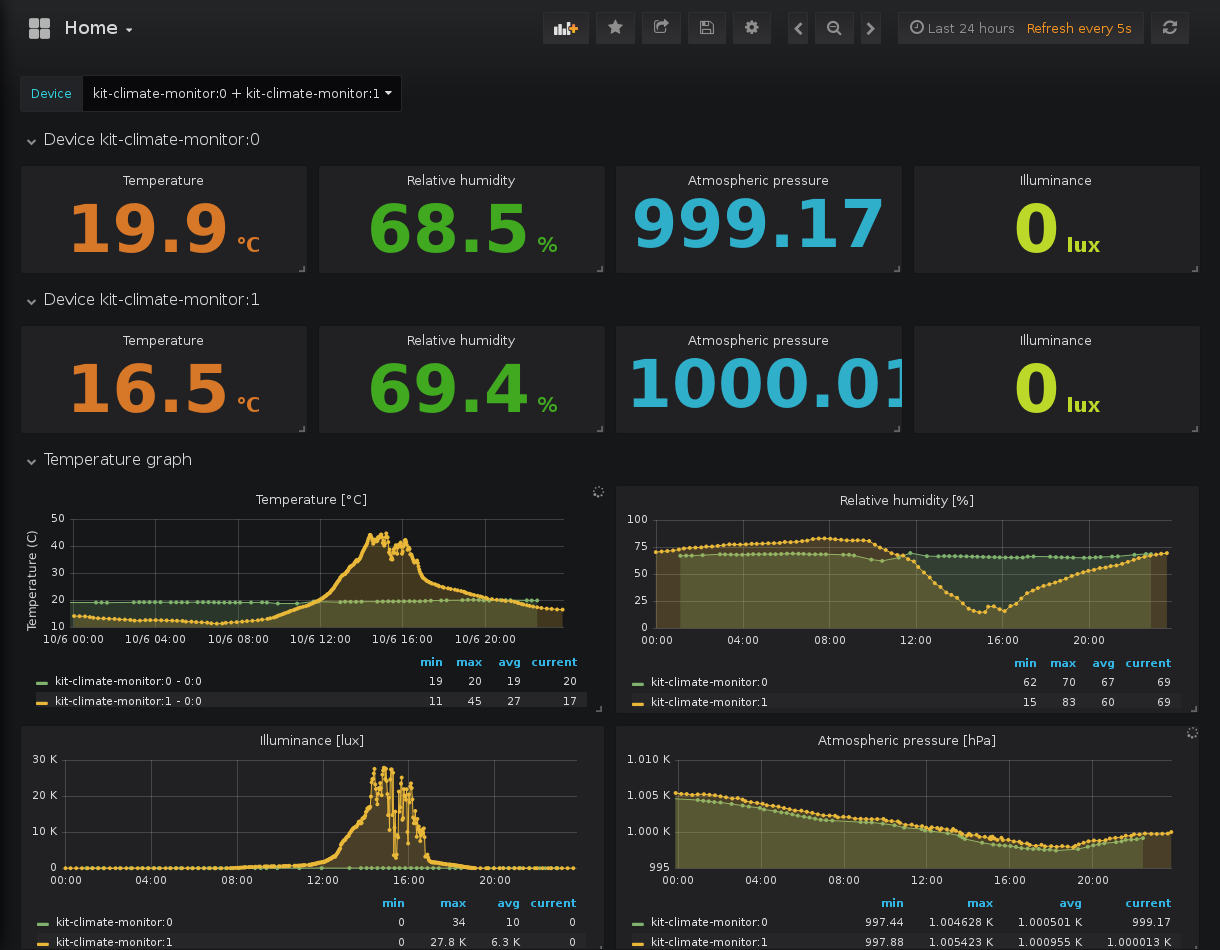 Home
Last 24 hours Refresh every 5s
Device kit-climate-monitor:0 + kit-climate-monitor:1
Device kit-climate-monitor:0
Temperature Relative humidity Atmospheric pressure Illuminance
19.9 °C 68.5 % 999.17 0 lux
Device kit-climate-monitor:1
Temperature Relative humidity Atmospheric pressure Illuminance
16.5 °C 69.4 % 1000.01 0 lux
Temperature graph
Temperature [°C]
Temperature (C)
50
40
30
20
10
10/6 00:00 10/6 04:00 10/6 08:00 10/6 12:00 10/6 16:00 10/6 20:00
min max avg current
kit-climate-monitor:0 - 0:0 19 20 19 20
kit-climate-monitor:1 - 0:0 11 45 27 17
Relative humidity [%]
100
75
50
25
0
00:00 04:00 08:00 12:00 16:00 20:00
min max avg current
kit-climate-monitor:0 62 70 67 69
kit-climate-monitor:1 15 83 60 69
Illuminance [lux]
30 K
20 K
10 K
0
00:00 04:00 08:00 12:00 16:00 20:00
min max avg current
kit-climate-monitor:0 0 34 10 0
kit-climate-monitor:1 0 27.8 K 6.3 K 0
Atmospheric pressure [hPa]
1.010 K
1.005 K
1.000 K
995
00:00 04:00 08:00 12:00 16:00 20:00
min max avg current
kit-climate-monitor:0 997.44 1.004628 K 1.000501 K 999.17
kit-climate-monitor:1 997.88 1.005423 K 1.000955 K 1.000013 K